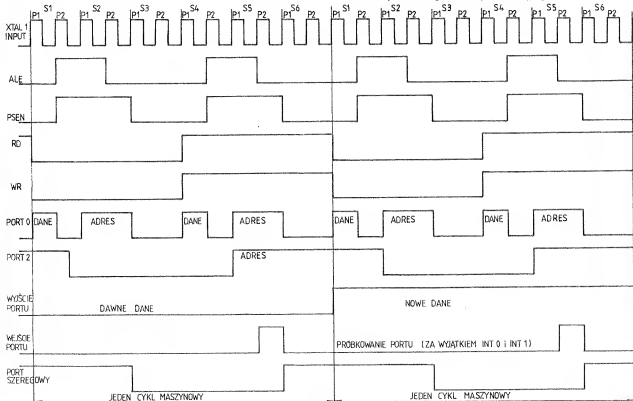 S1 S2 S3 S4 S5 S6 S1 S2 S3 S4 S5 S6
XTAL 1 P1 P2 P1 P2 P1 P2 P1 P2 P1 P2 P1 P2 P1 P2 P1 P2 P1 P2 P1 P2 P1 P2 P1 P2
INPUT
ALE
PSEN
RD
WR
PORT 0 DANE ADRES DANE ADRES DANE ADRES DANE ADRES
PORT 2 ADRES
WYJŚCIE
PORTU DAWNE DANE NOWE DANE
WEJŚCIE
PORTU PRÓBKOWANIE PORTU (ZA WYJĄTKIEM INT 0 i INT 1)
PORT
SZEREGOWY
JEDEN CYKL MASZYNOWY JEDEN CYKL MASZYNOWY